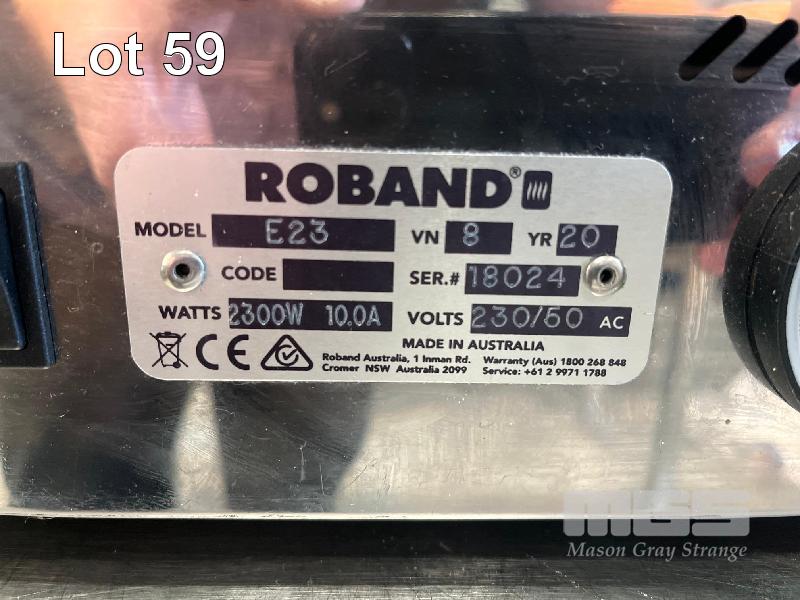 Lot 59
ROBAND®
MODEL E23 VN 8 YR 20
CODE SER.# 18024
WATTS 2300W 10.0A VOLTS 230/50 AC
MADE IN AUSTRALIA
CE Roband Australia, 1 Inman Rd. Warranty (Aus) 1800 268 848
Cromer NSW Australia 2099 Service: +61 2 9971 1788
MGS
Mason Gray Strange